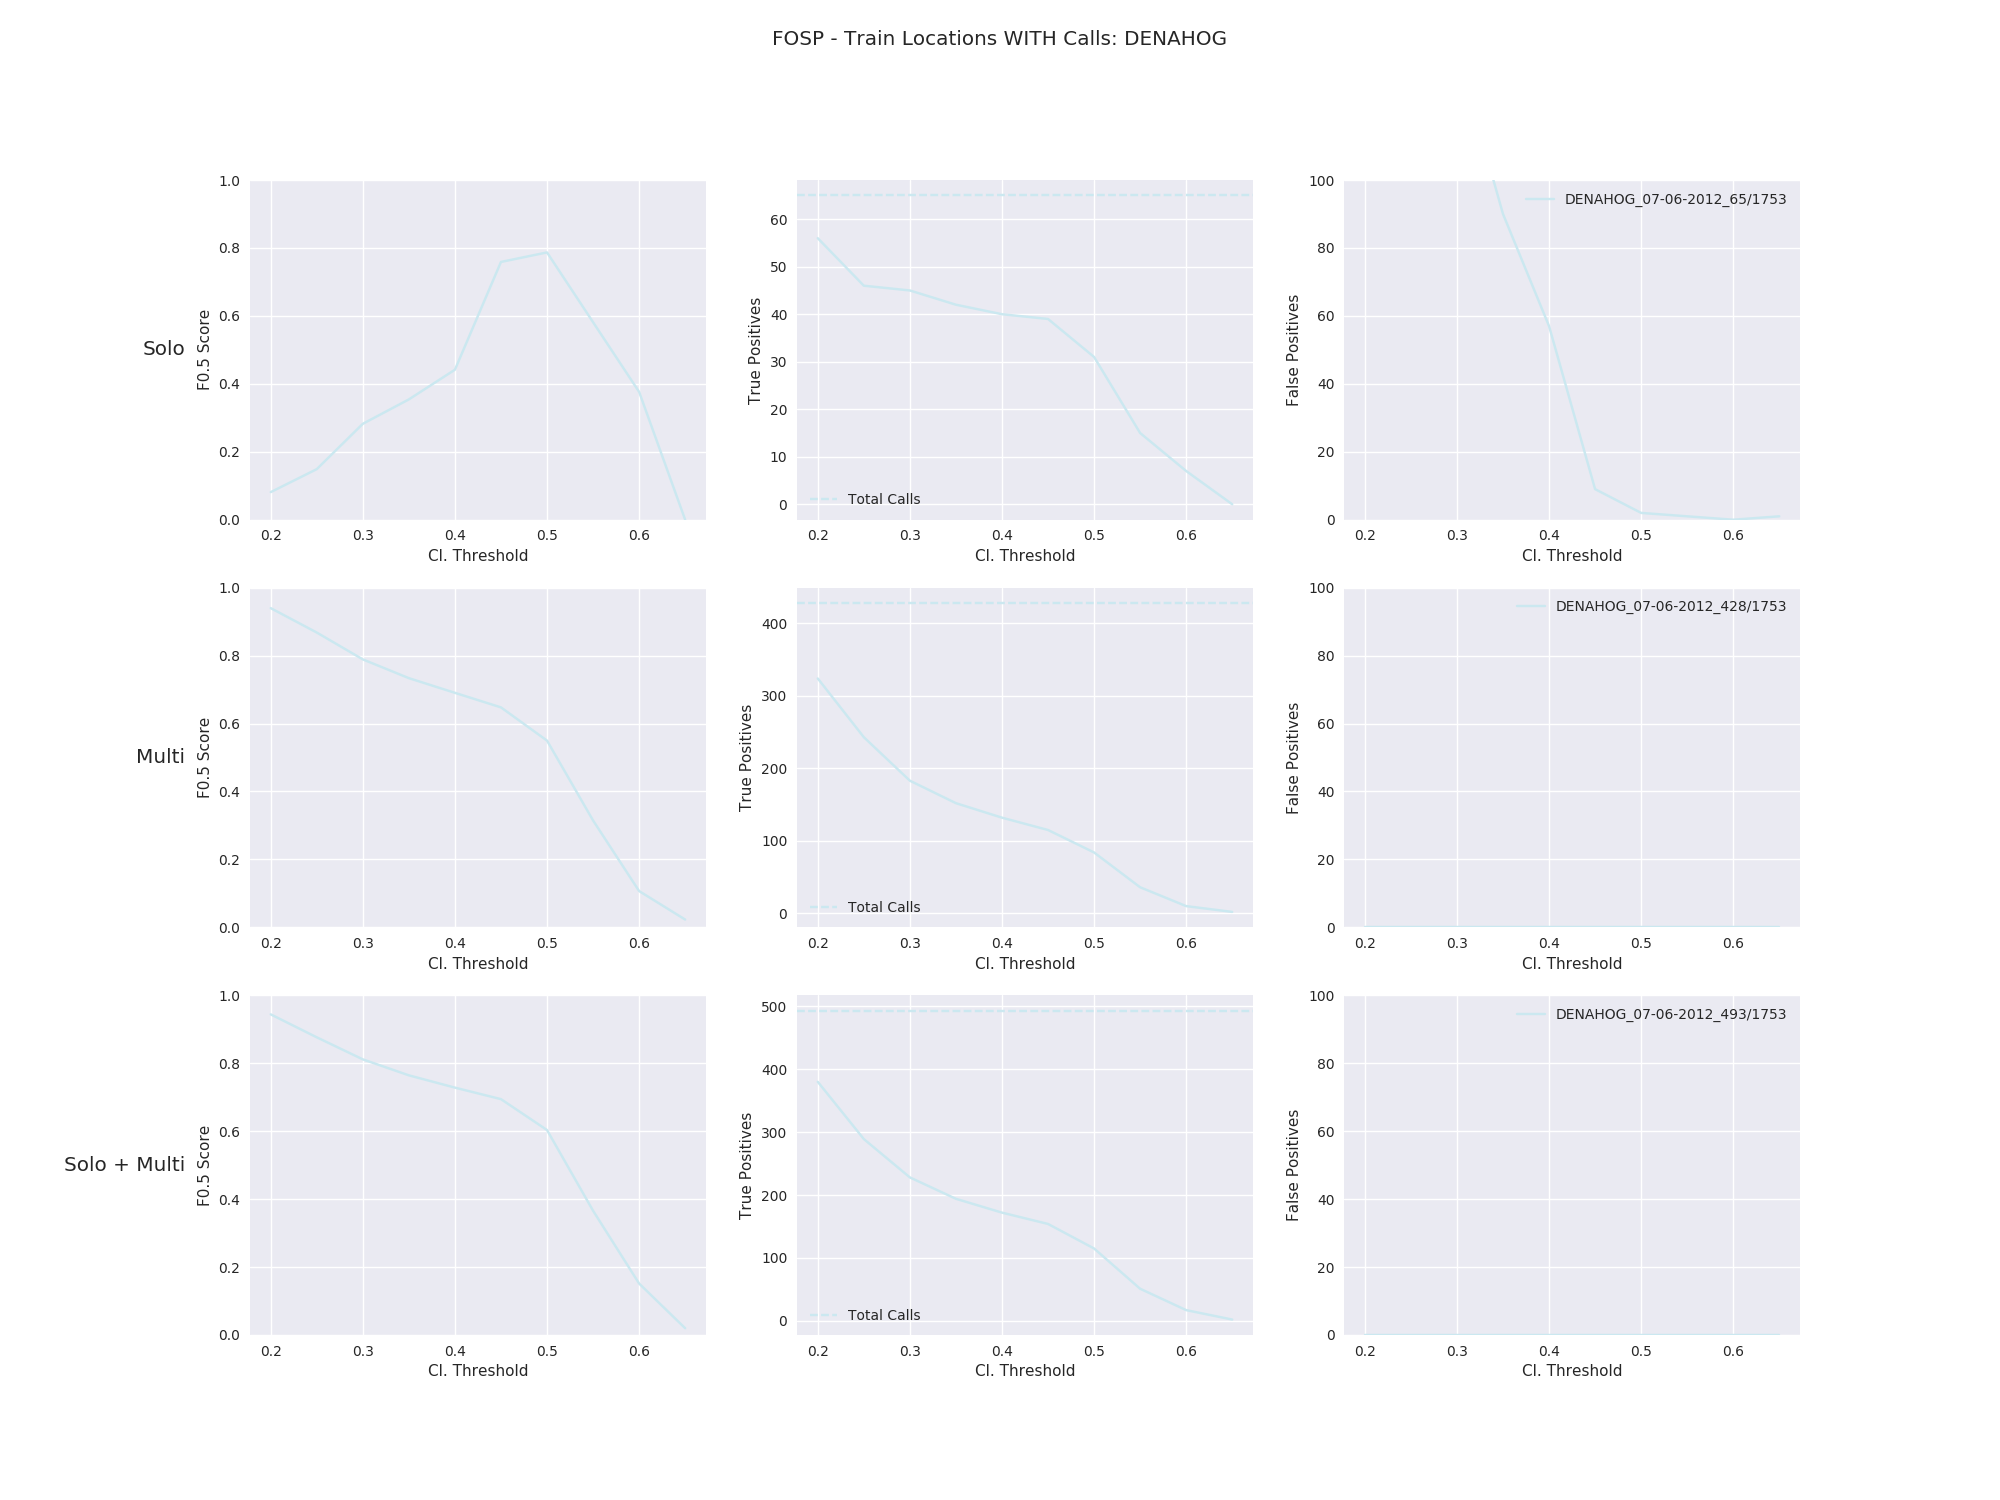 FOSP - Train Locations WITH Calls: DENAHOG
Solo
F0.5 Score
1.0
0.8
0.6
0.4
0.2
0.0
0.2 0.3 0.4 0.5 0.6
Cl. Threshold
True Positives
60
50
40
30
20
10
0
Total Calls
0.2 0.3 0.4 0.5 0.6
Cl. Threshold
False Positives
100
80
60
40
20
0
DENAHOG_07-06-2012_65/1753
0.2 0.3 0.4 0.5 0.6
Cl. Threshold
Multi
F0.5 Score
1.0
0.8
0.6
0.4
0.2
0.0
0.2 0.3 0.4 0.5 0.6
Cl. Threshold
True Positives
400
300
200
100
0
Total Calls
0.2 0.3 0.4 0.5 0.6
Cl. Threshold
False Positives
100
80
60
40
20
0
DENAHOG_07-06-2012_428/1753
0.2 0.3 0.4 0.5 0.6
Cl. Threshold
Solo + Multi
F0.5 Score
1.0
0.8
0.6
0.4
0.2
0.0
0.2 0.3 0.4 0.5 0.6
Cl. Threshold
True Positives
500
400
300
200
100
0
Total Calls
0.2 0.3 0.4 0.5 0.6
Cl. Threshold
False Positives
100
80
60
40
20
0
DENAHOG_07-06-2012_493/1753
0.2 0.3 0.4 0.5 0.6
Cl. Threshold